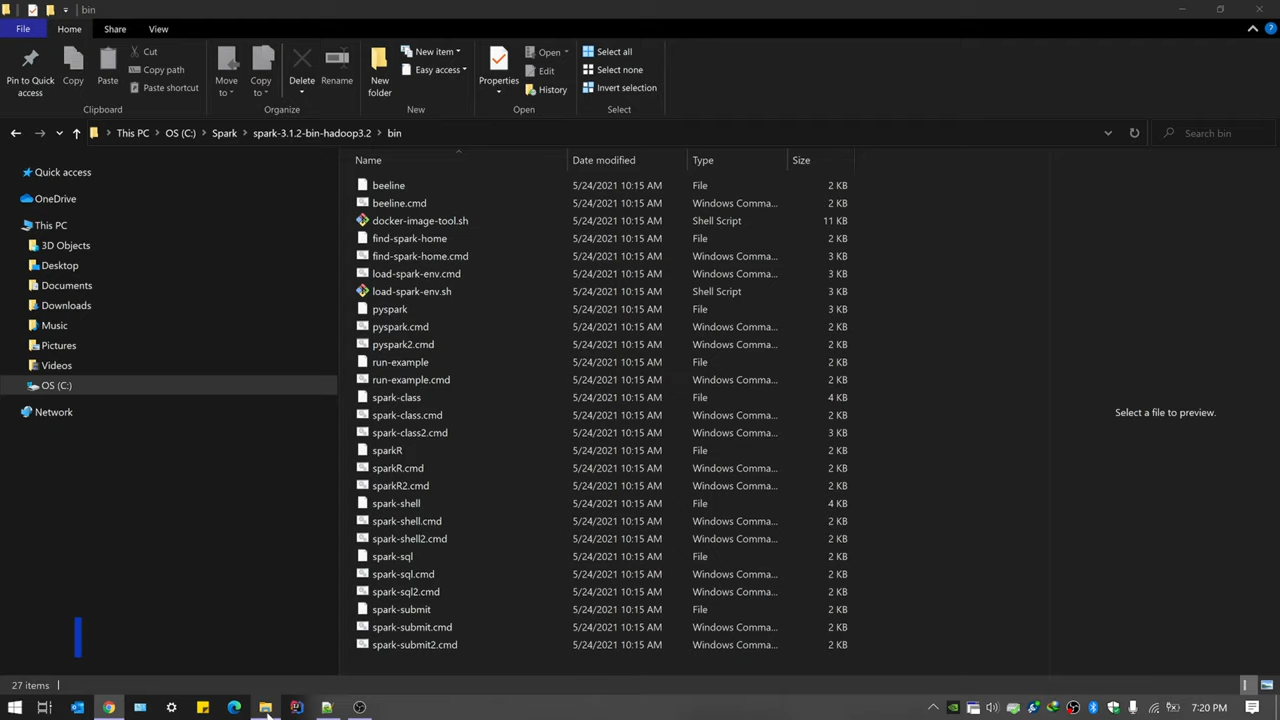 bin
File Home Share View
Pin to Quick access
Copy
Paste
Cut
Copy path
Paste shortcut
Clipboard
Move to
Copy to
Delete
Rename
Organize
New folder
New item
Easy access
New
Properties
Open
Edit
History
Open
Select all
Select none
Invert selection
Select
This PC OS (C:) Spark spark-3.1.2-bin-hadoop3.2 bin
Search bin
Quick access
OneDrive
This PC
3D Objects
Desktop
Documents
Downloads
Music
Pictures
Videos
OS (C:)
Network
Name Date modified Type Size
beeline 5/24/2021 10:15 AM File 2 KB
beeline.cmd 5/24/2021 10:15 AM Windows Comma... 2 KB
docker-image-tool.sh 5/24/2021 10:15 AM Shell Script 11 KB
find-spark-home 5/24/2021 10:15 AM File 2 KB
find-spark-home.cmd 5/24/2021 10:15 AM Windows Comma... 3 KB
load-spark-env.cmd 5/24/2021 10:15 AM Windows Comma... 3 KB
load-spark-env.sh 5/24/2021 10:15 AM Shell Script 3 KB
pyspark 5/24/2021 10:15 AM File 3 KB
pyspark.cmd 5/24/2021 10:15 AM Windows Comma... 2 KB
pyspark2.cmd 5/24/2021 10:15 AM Windows Comma... 2 KB
run-example 5/24/2021 10:15 AM File 2 KB
run-example.cmd 5/24/2021 10:15 AM Windows Comma... 2 KB
spark-class 5/24/2021 10:15 AM File 4 KB
spark-class.cmd 5/24/2021 10:15 AM Windows Comma... 2 KB
spark-class2.cmd 5/24/2021 10:15 AM Windows Comma... 3 KB
sparkR 5/24/2021 10:15 AM File 2 KB
sparkR.cmd 5/24/2021 10:15 AM Windows Comma... 2 KB
sparkR2.cmd 5/24/2021 10:15 AM Windows Comma... 2 KB
spark-shell 5/24/2021 10:15 AM File 4 KB
spark-shell.cmd 5/24/2021 10:15 AM Windows Comma... 2 KB
spark-shell2.cmd 5/24/2021 10:15 AM Windows Comma... 2 KB
spark-sql 5/24/2021 10:15 AM File 2 KB
spark-sql.cmd 5/24/2021 10:15 AM Windows Comma... 2 KB
spark-sql2.cmd 5/24/2021 10:15 AM Windows Comma... 2 KB
spark-submit 5/24/2021 10:15 AM File 2 KB
spark-submit.cmd 5/24/2021 10:15 AM Windows Comma... 2 KB
spark-submit2.cmd 5/24/2021 10:15 AM Windows Comma... 2 KB
Select a file to preview.
27 items
7:20 PM